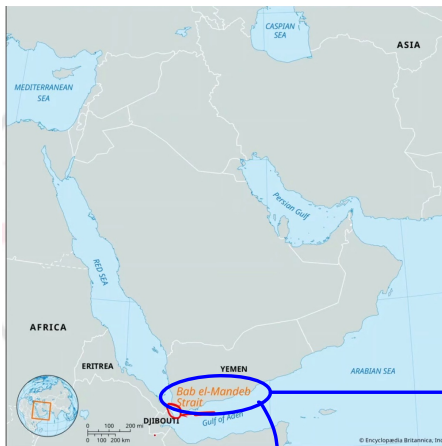 CASPIAN
SEA
ASIA
MEDITERRANEAN
SEA
Persian Gulf
RED SEA
AFRICA
ERITREA
YEMEN
ARABIAN SEA
Bab el-Mandeb
Strait
DJIBOUTI
Gulf of Aden
0 100 200 mi
0 100 200 km
© Encyclopædia Britannica,